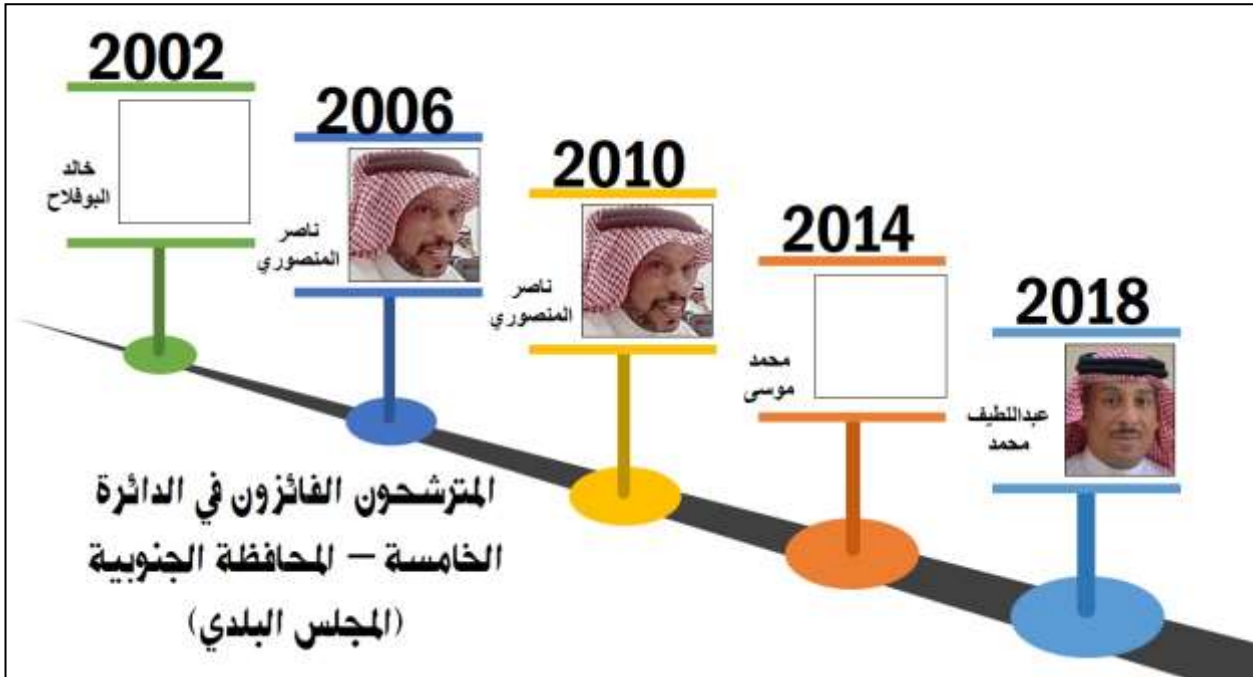 2002
خالد
البوفلاح
2006
ناصر
المنصوري
2010
ناصر
المنصوري
2014
محمد
موسى
2018
عبداللطيف
محمد
المترشحون الفائزون في الدائرة
الخامسة – المحافظة الجنوبية
(المجلس البلدي)